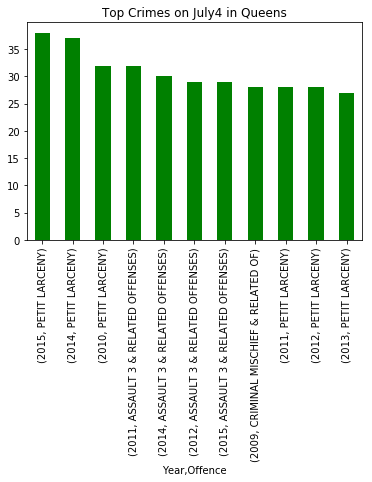 Top Crimes on July4 in Queens
35
30
25
20
15
10
5
0
(2015, PETIT LARCENY)
(2014, PETIT LARCENY)
(2010, PETIT LARCENY)
(2011, ASSAULT 3 & RELATED OFFENSES)
(2014, ASSAULT 3 & RELATED OFFENSES)
(2012, ASSAULT 3 & RELATED OFFENSES)
(2015, ASSAULT 3 & RELATED OFFENSES)
(2009, CRIMINAL MISCHIEF & RELATED OF)
(2011, PETIT LARCENY)
(2012, PETIT LARCENY)
(2013, PETIT LARCENY)
Year,Offence